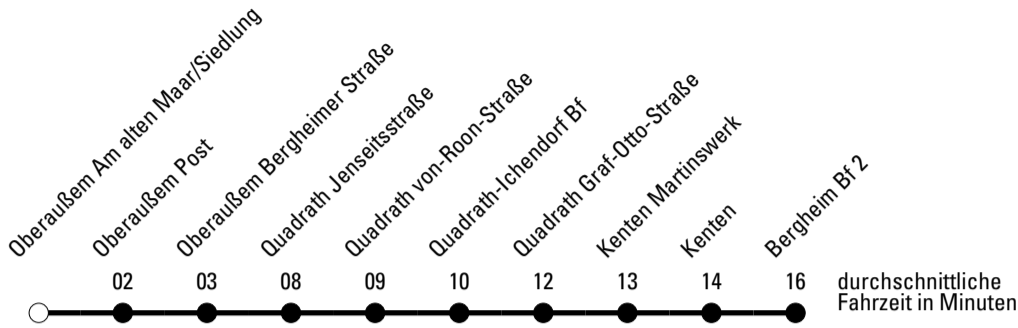 Oberaußem Am alten Maar/Siedlung
Oberaußem Post
Oberaußem Bergheimer Straße
Quadrath Jenseitsstraße
Quadrath von-Roon-Straße
Quadrath-Ichendorf Bf
Quadrath Graf-Otto-Straße
Kenten Martinswerk
Kenten
Bergheim Bf 2
02 03 08 09 10 12 13 14 16 durchschnittliche
Fahrzeit in Minuten